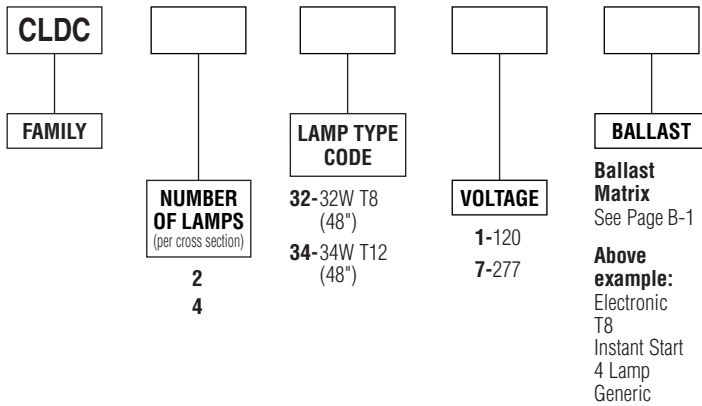 CLDC
FAMILY
NUMBER
OF LAMPS
(per cross section)
2
4
LAMP TYPE
CODE
32-32W T8
(48")
34-34W T12
(48")
VOLTAGE
1-120
7-277
BALLAST
Ballast
Matrix
See Page B-1
Above
example:
Electronic
T8
Instant Start
4 Lamp
Generic